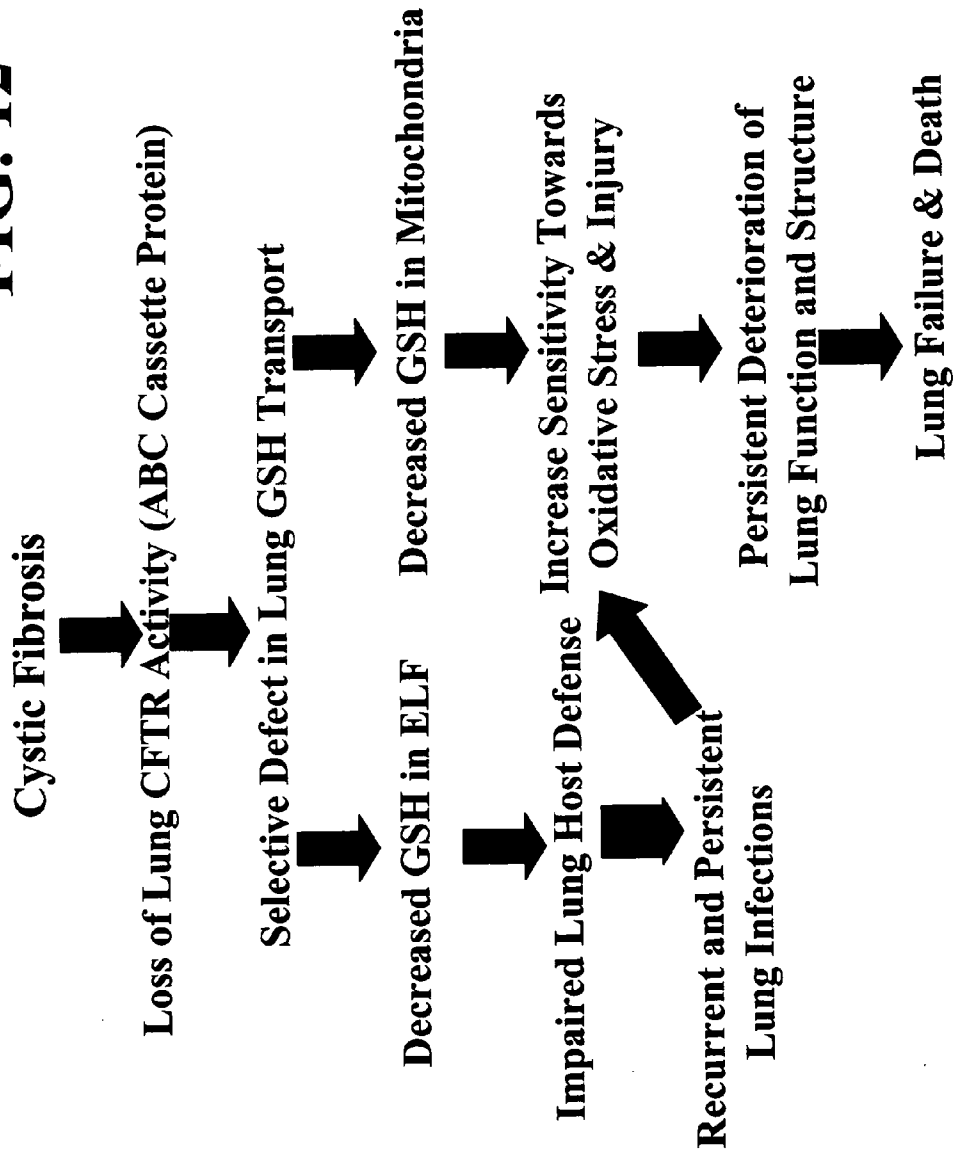 FIG. 12
Cystic Fibrosis
Loss of Lung CFTR Activity (ABC Cassette Protein)
Selective Defect in Lung GSH Transport
Decreased GSH in ELF
Decreased GSH in Mitochondria
Impaired Lung Host Defense
Increase Sensitivity Towards
Oxidative Stress & Injury
Recurrent and Persistent
Lung Infections
Persistent Deterioration of
Lung Function and Structure
Lung Failure & Death